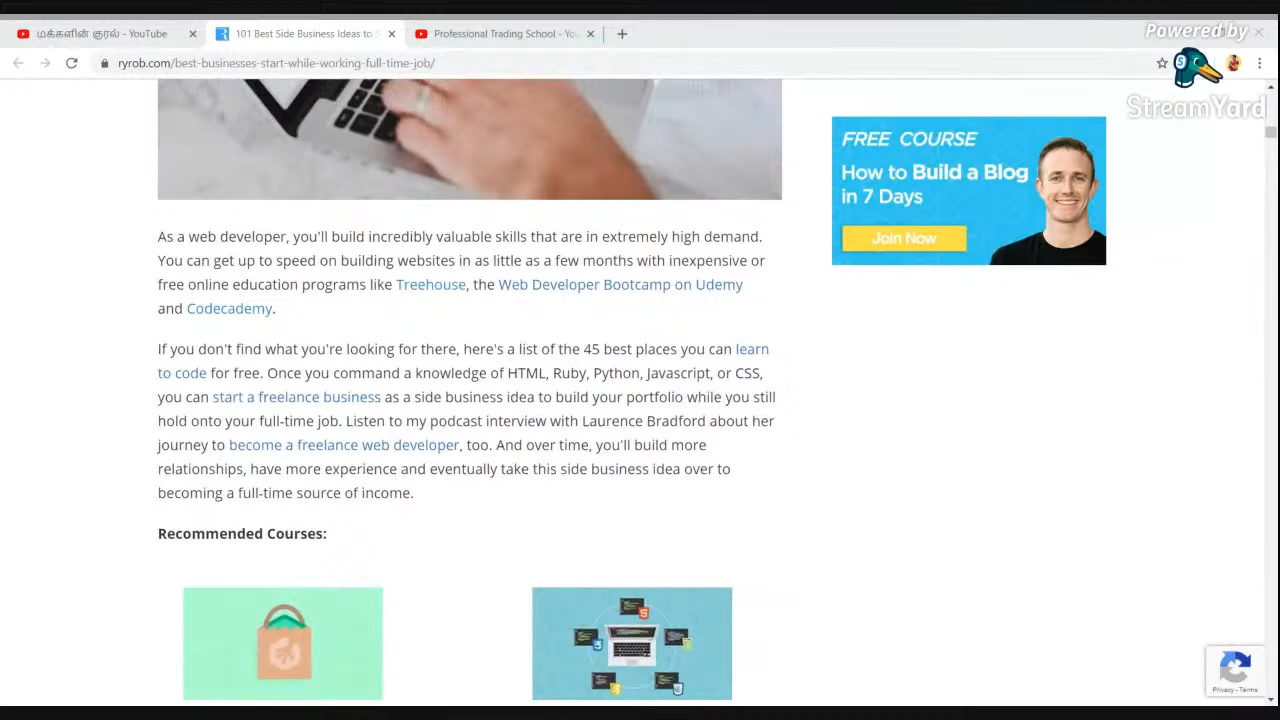 Powered by
StreamYard
மக்களின் குரல் - YouTube
101 Best Side Business Ideas to
Professional Trading School - Yo
ryrob.com/best-businesses-start-while-working-full-time-job/
FREE COURSE
How to Build a Blog
in 7 Days
Join Now
As a web developer, you'll build incredibly valuable skills that are in extremely high demand.
You can get up to speed on building websites in as little as a few months with inexpensive or
free online education programs like Treehouse, the Web Developer Bootcamp on Udemy
and Codecademy.
If you don't find what you're looking for there, here's a list of the 45 best places you can learn
to code for free. Once you command a knowledge of HTML, Ruby, Python, Javascript, or CSS,
you can start a freelance business as a side business idea to build your portfolio while you still
hold onto your full-time job. Listen to my podcast interview with Laurence Bradford about her
journey to become a freelance web developer, too. And over time, you'll build more
relationships, have more experience and eventually take this side business idea over to
becoming a full-time source of income.
Recommended Courses:
Privacy - Terms